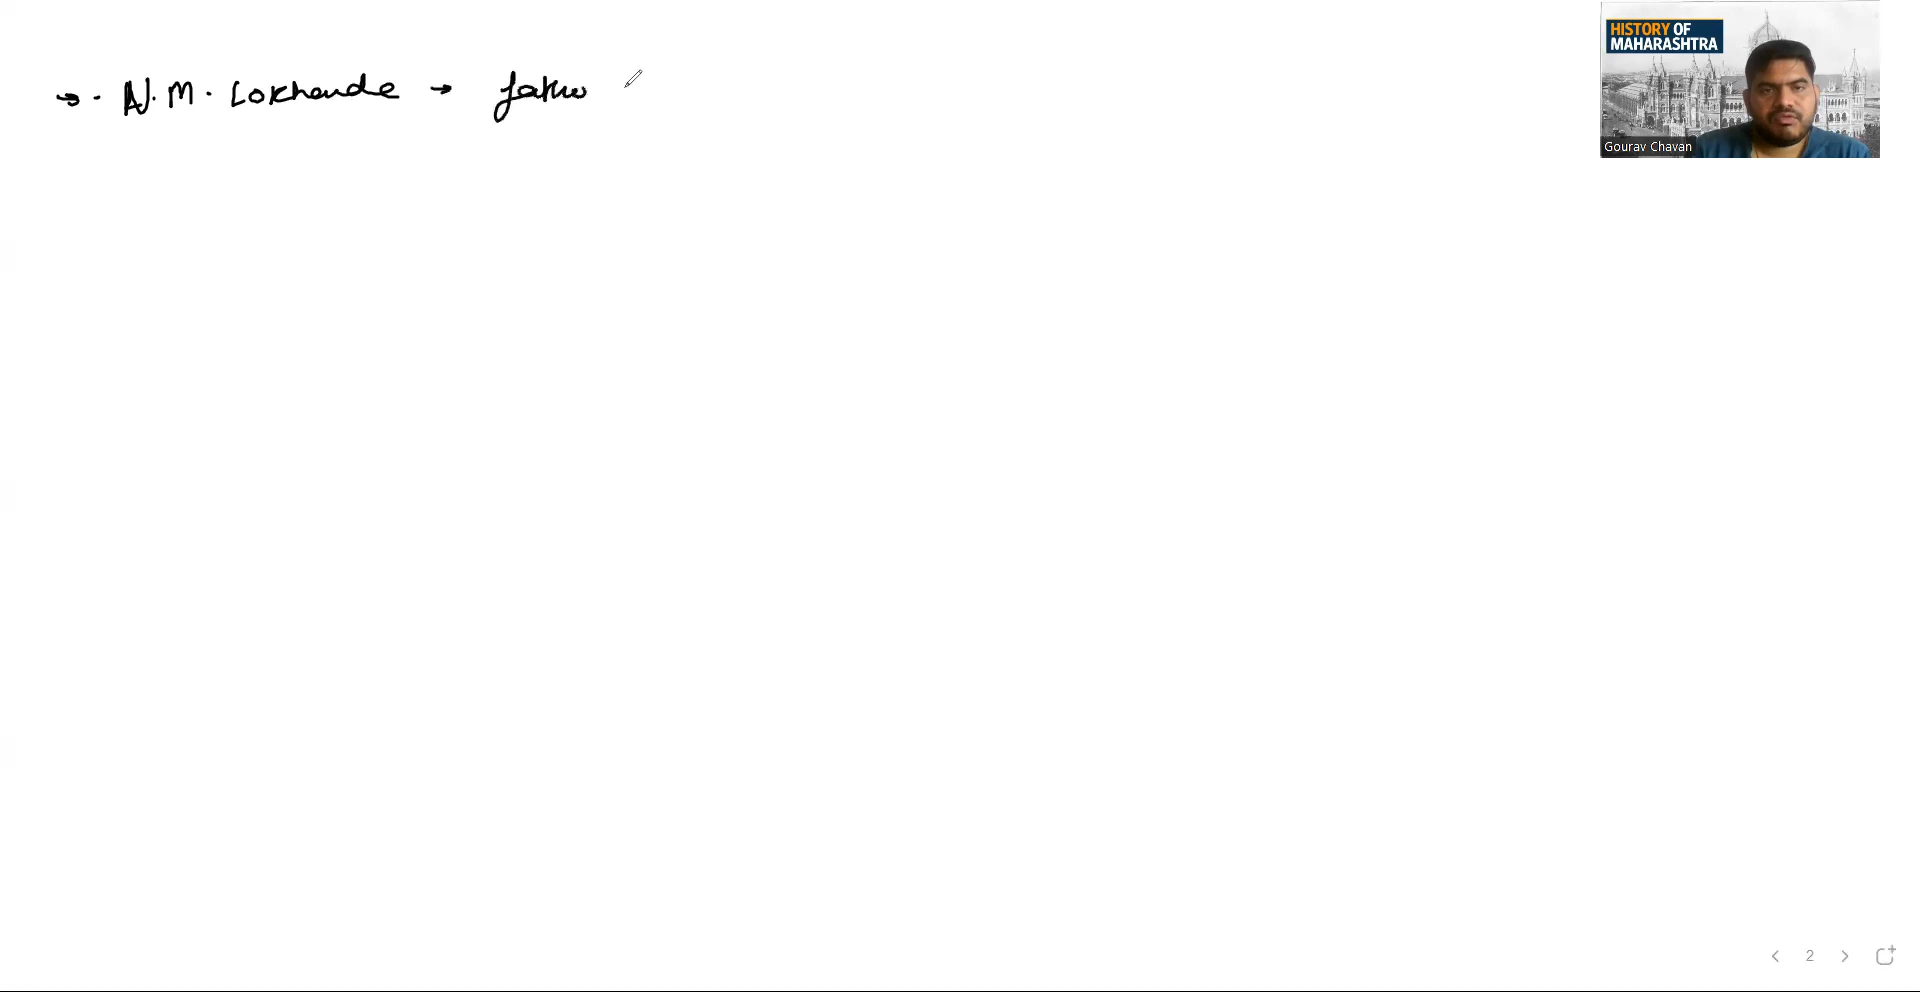 → · N.M. Lokhande → father
HISTORY OF
MAHARASHTRA
Gourav Chavan
2